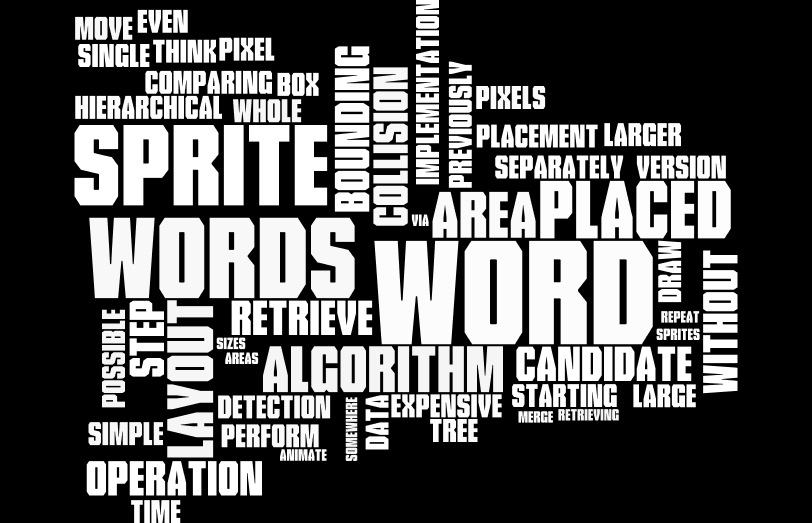 MOVE EVEN
SINGLE THINK PIXEL
COMPARING BOX
HIERARCHICAL WHOLE
SPRITE
BOUNDING
COLLISION
IMPLEMENTATION
PREVIOUSLY
PIXELS
PLACEMENT LARGER
SEPARATELY VERSION
VIA AREA PLACED
WORDS
WORD
DRAW
WITHOUT
REPEAT
SPRITES
POSSIBLE
STEP
LAYOUT
RETRIEVE
SIZES
AREAS
ALGORITHM CANDIDATE
STARTING LARGE
MERGE RETRIEVING
DETECTION
SOMEWHERE
DATA
EXPENSIVE
TREE
SIMPLE
PERFORM
ANIMATE
OPERATION
TIME